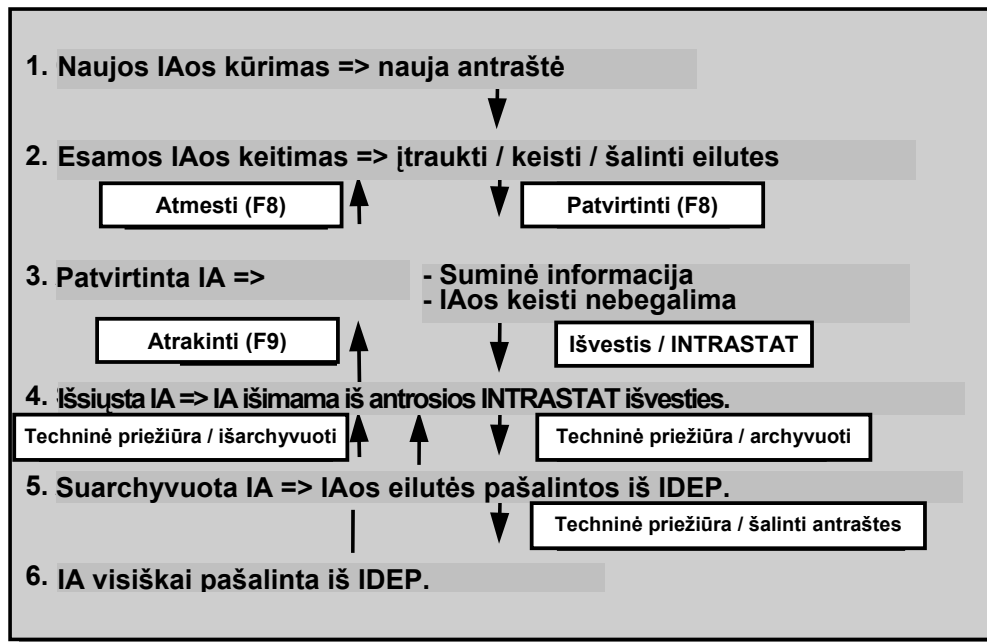 1. Naujos IAos kūrimas => nauja antraštė
2. Esamos IAos keitimas => įtraukti / keisti / šalinti eilutes
Atmesti (F8)
Patvirtinti (F8)
3. Patvirtinta IA =>
- Suminė informacija
- IAos keisti nebegalima
Atrakinti (F9)
Išvestis / INTRASTAT
4. Išsiųsta IA => IA išimama iš antrosios INTRASTAT išvesties.
Techninė priežiūra / išarchyvuoti
Techninė priežiūra / archyvuoti
5. Suarchyvuota IA => IAos eilutės pašalintos iš IDEP.
Techninė priežiūra / šalinti antraštes
6. IA visiškai pašalinta iš IDEP.